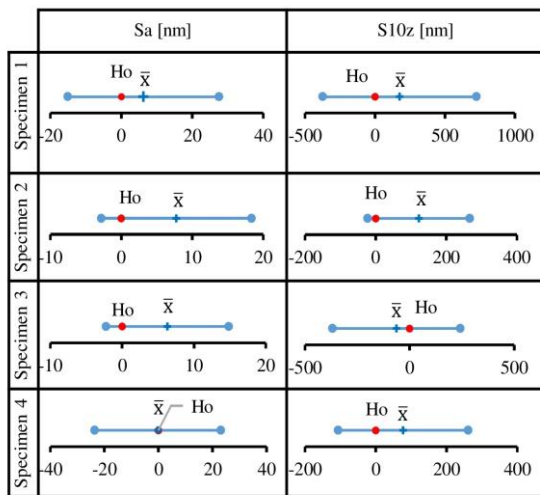 Sa [nm]
S10z [nm]
Specimen 1
Ho
x̄
-20 0 20 40
Ho
x̄
-500 0 500 1000
Specimen 2
Ho
x̄
-10 0 10 20
Ho
x̄
-200 0 200 400
Specimen 3
Ho
x̄
-10 0 10 20
x̄
Ho
-500 0 500
Specimen 4
x̄
Ho
-40 -20 0 20 40
Ho
x̄
-200 0 200 400